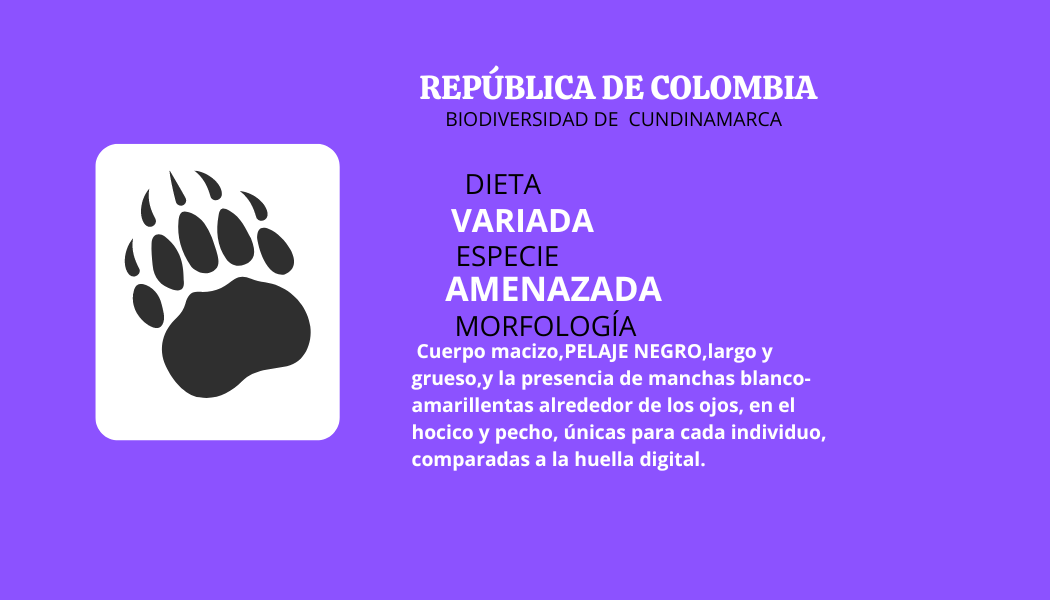 REPÚBLICA DE COLOMBIA
BIODIVERSIDAD DE CUNDINAMARCA
DIETA
VARIADA
ESPECIE
AMENAZADA
MORFOLOGÍA
Cuerpo macizo,PELAJE NEGRO,largo y
grueso,y la presencia de manchas blanco-
amarillentas alrededor de los ojos, en el
hocico y pecho, únicas para cada individuo,
comparadas a la huella digital.